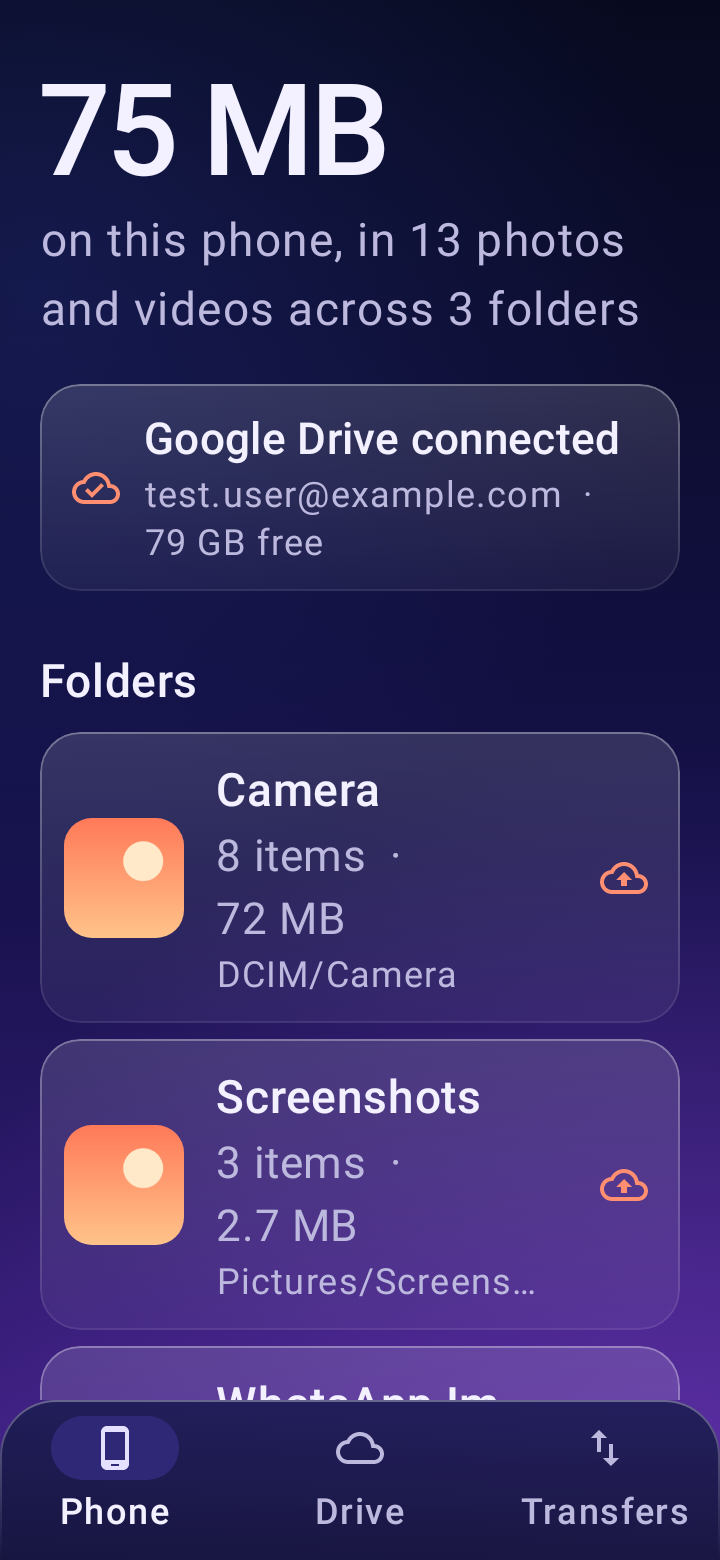 75 MB
on this phone, in 13 photos
and videos across 3 folders
Google Drive connected
test.user@example.com ·
79 GB free
Folders
Camera
8 items ·
72 MB
DCIM/Camera
Screenshots
3 items ·
2.7 MB
Pictures/Screens…
WhatsApp Im
Phone
Drive
Transfers